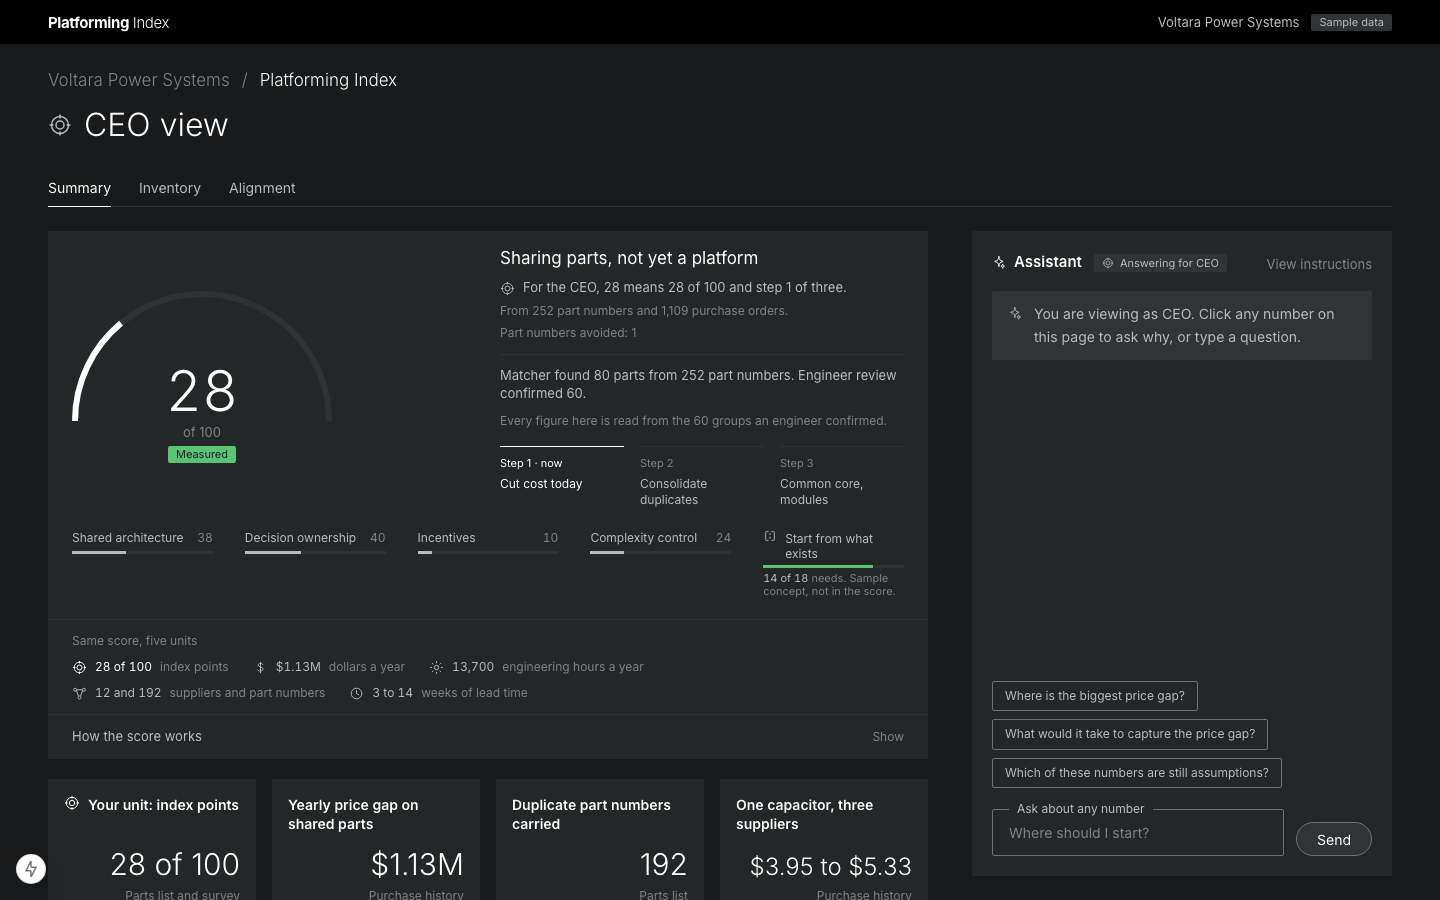 Platforming Index
Voltara Power Systems
Sample data
Voltara Power Systems / Platforming Index
CEO view
Summary
Inventory
Alignment
28
of 100
Measured
Sharing parts, not yet a platform
For the CEO, 28 means 28 of 100 and step 1 of three.
From 252 part numbers and 1,109 purchase orders.
Part numbers avoided: 1
Matcher found 80 parts from 252 part numbers. Engineer review
confirmed 60.
Every figure here is read from the 60 groups an engineer confirmed.
Step 1 · now
Cut cost today
Step 2
Consolidate
duplicates
Step 3
Common core,
modules
Shared architecture 38
Decision ownership 40
Incentives 10
Complexity control 24
Start from what
exists
14 of 18 needs. Sample
concept, not in the score.
Same score, five units
28 of 100 index points
$1.13M dollars a year
13,700 engineering hours a year
12 and 192 suppliers and part numbers
3 to 14 weeks of lead time
How the score works
Show
Your unit: index points
28 of 100
Parts list and survey
Yearly price gap on
shared parts
$1.13M
Purchase history
Duplicate part numbers
carried
192
Parts list
One capacitor, three
suppliers
$3.95 to $5.33
Purchase history
Assistant
Answering for CEO
View instructions
You are viewing as CEO. Click any number on
this page to ask why, or type a question.
Where is the biggest price gap?
What would it take to capture the price gap?
Which of these numbers are still assumptions?
Ask about any number
Where should I start?
Send